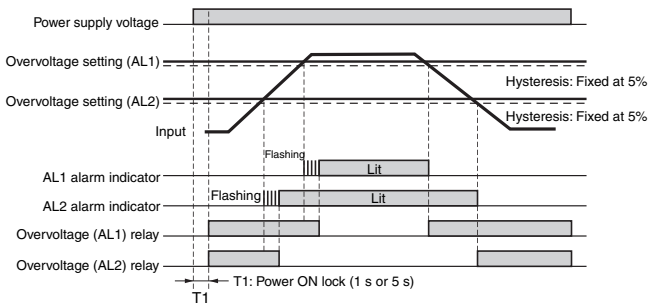 Power supply voltage
Overvoltage setting (AL1)
Hysteresis: Fixed at 5%
Overvoltage setting (AL2)
Hysteresis: Fixed at 5%
Input
Flashing
Lit
AL1 alarm indicator
Flashing
Lit
AL2 alarm indicator
Overvoltage (AL1) relay
Overvoltage (AL2) relay
T1: Power ON lock (1 s or 5 s)
T1